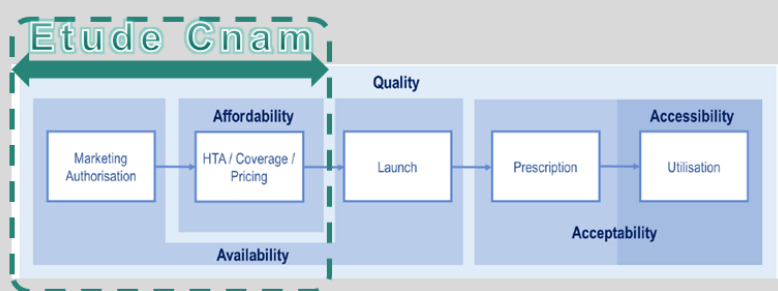 Etude Cnam
Quality
Affordability
Accessibility
Marketing
Authorisation
HTA / Coverage /
Pricing
Launch
Prescription
Utilisation
Acceptability
Availability